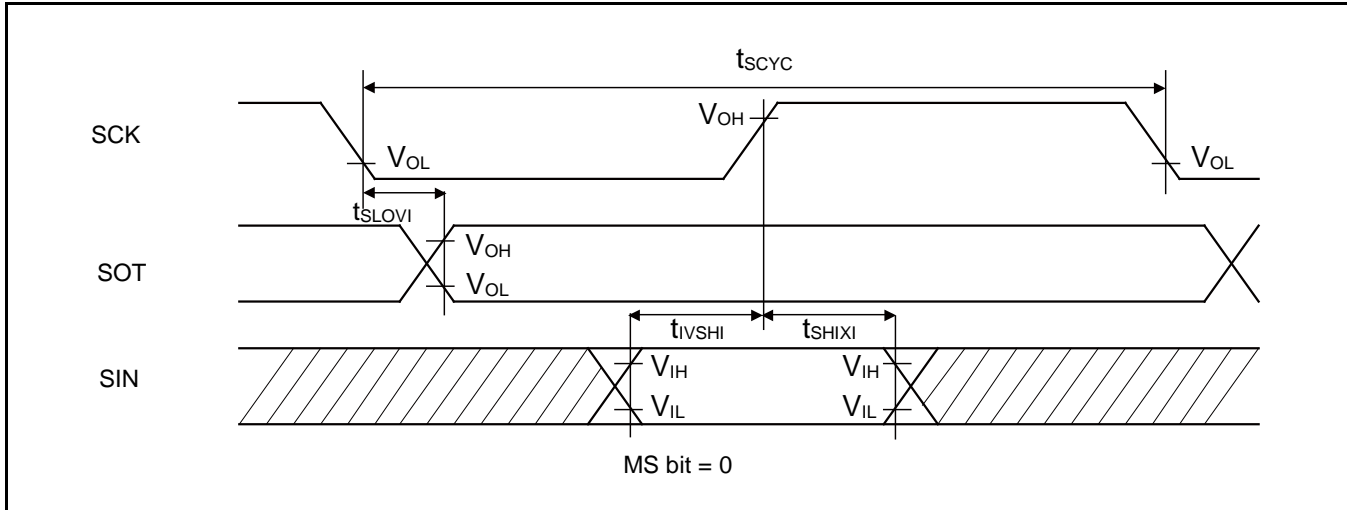 tSCYC
SCK
VOH
VOL
VOL
tSLOVI
SOT
VOH
VOL
tIVSHI
tSHIXI
SIN
VIH
VIH
VIL
VIL
MS bit = 0